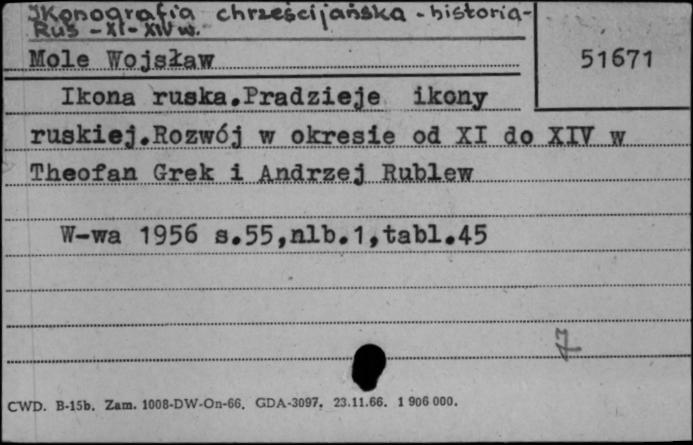 Ikonografia chrześcijańska - historia -
Ruś - XI - XIV w.
Mole Wojsław
51671
Ikona ruska.Pradzieje ikony
ruskiej.Rozwój w okresie od XI do XIV w
Theofan Grek i Andrzej Rublew
W-wa 1956 s.55,nlb.1,tabl.45
CWD. B-15b. Zam. 1008-DW-On-66. GDA-3097. 23.11.66. 1 906 000.